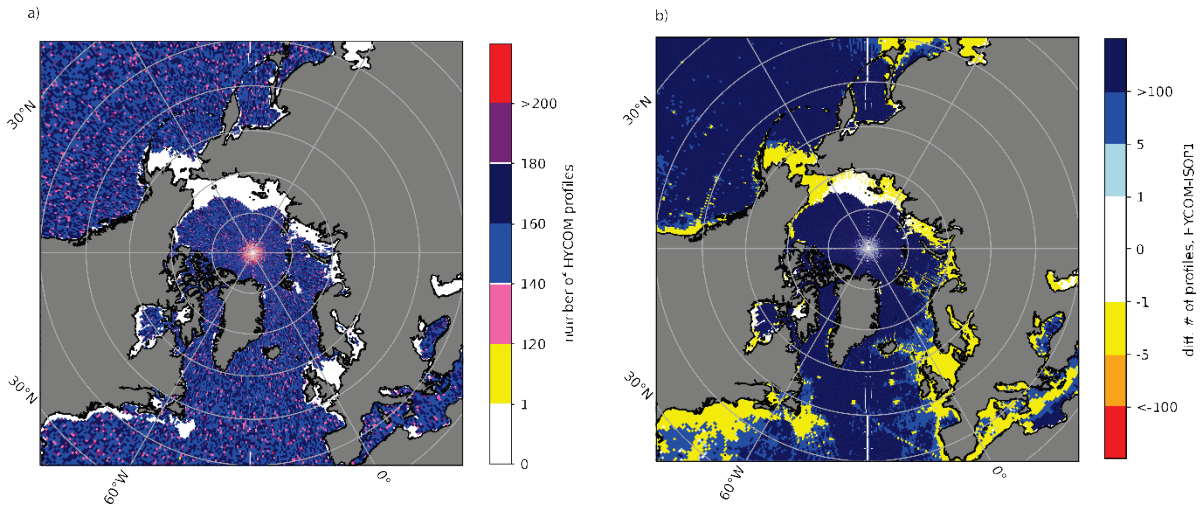 a)
30°N
30°N
60°W
0°
>200
180
160
140
120
1
0
number of HYCOM profiles
b)
30°N
30°N
60°W
0°
>100
5
1
0
-1
-5
<-100
diff. # of profiles, HYCOM-ISOP1